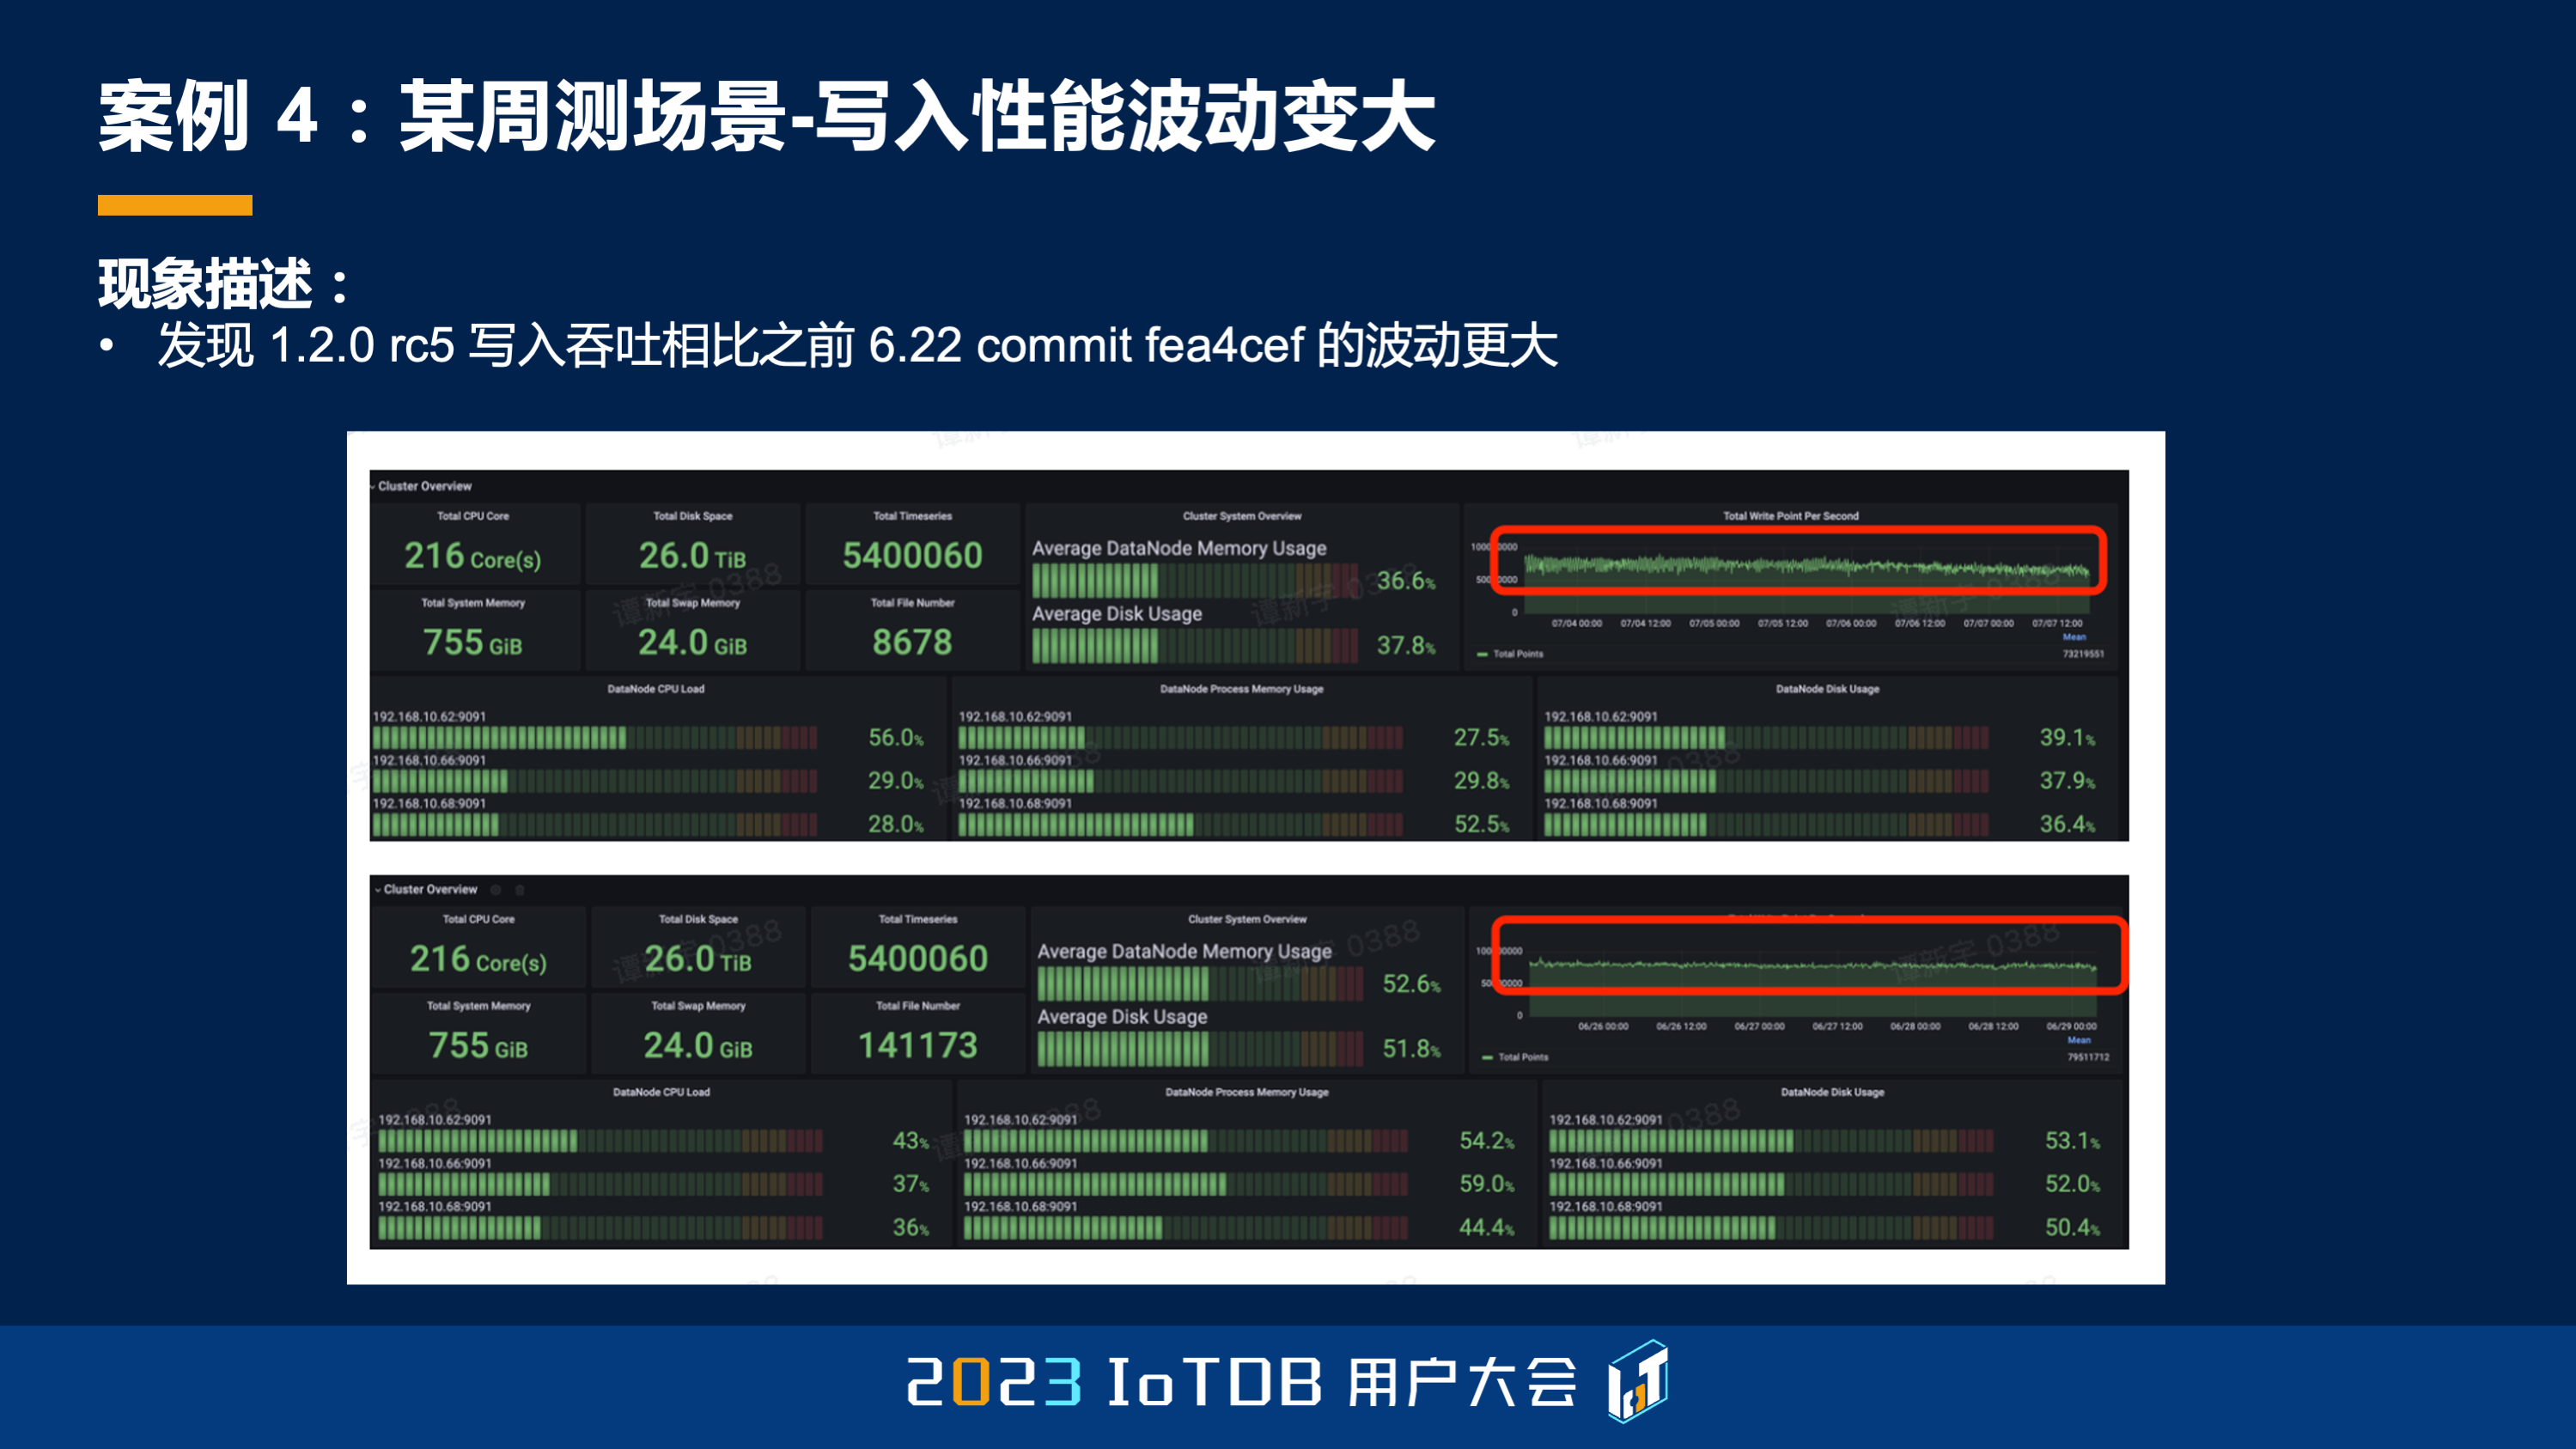 案例 4：某周测场景-写入性能波动变大
现象描述：
• 发现 1.2.0 rc5 写入吞吐相比之前 6.22 commit fea4cef 的波动更大
Cluster Overview
Total CPU Core
216 Core(s)
Total Disk Space
26.0 TiB
Total Timeseries
5400060
Total System Memory
755 GiB
Total Swap Memory
24.0 GiB
Total File Number
8678
Cluster System Overview
Average DataNode Memory Usage
36.6%
Average Disk Usage
37.8%
Total Write Point Per Second
0
07/04 00:00 07/04 12:00 07/05 00:00 07/05 12:00 07/06 00:00 07/06 12:00 07/07 00:00 07/07 12:00
Mean
Total Points 73219551
DataNode CPU Load
192.168.10.62:9091
56.0%
192.168.10.66:9091
29.0%
192.168.10.68:9091
28.0%
DataNode Process Memory Usage
192.168.10.62:9091
27.5%
192.168.10.66:9091
29.8%
192.168.10.68:9091
52.5%
DataNode Disk Usage
192.168.10.62:9091
39.1%
192.168.10.66:9091
37.9%
192.168.10.68:9091
36.4%
Cluster Overview
Total CPU Core
216 Core(s)
Total Disk Space
26.0 TiB
Total Timeseries
5400060
Total System Memory
755 GiB
Total Swap Memory
24.0 GiB
Total File Number
141173
Cluster System Overview
Average DataNode Memory Usage
52.6%
Average Disk Usage
51.8%
0
06/26 00:00 06/26 12:00 06/27 00:00 06/27 12:00 06/28 00:00 06/28 12:00 06/29 00:00
Mean
Total Points 79511712
DataNode CPU Load
192.168.10.62:9091
43%
192.168.10.66:9091
37%
192.168.10.68:9091
36%
DataNode Process Memory Usage
192.168.10.62:9091
54.2%
192.168.10.66:9091
59.0%
192.168.10.68:9091
44.4%
DataNode Disk Usage
192.168.10.62:9091
53.1%
192.168.10.66:9091
52.0%
192.168.10.68:9091
50.4%
谭新宇 0388
2023 IoTDB 用户大会